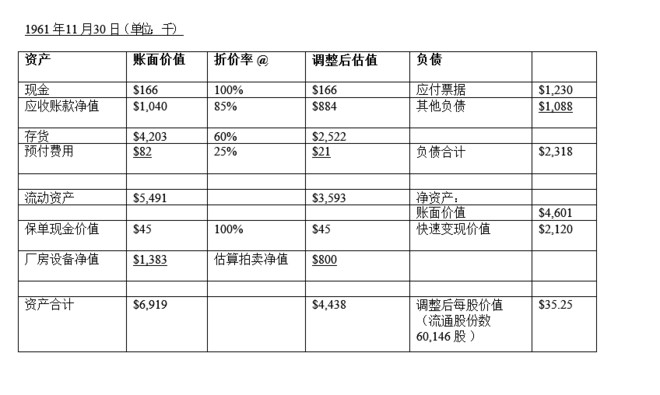 1961 年11 月30 日（单位：千）
资产 账面价值 折价率 @ 调整后估值 负债
现金 $166 100% $166 应付票据 $1,230
应收账款净值 $1,040 85% $884 其他负债 $1,088
存货 $4,203 60% $2,522
预付费用 $82 25% $21 负债合计 $2,318
流动资产 $5,491 $3,593 净资产：
账面价值 $4,601
保单现金价值 $45 100% $45 快速变现价值 $2,120
厂房设备净值 $1,383 估算拍卖净值 $800
资产合计 $6,919 $4,438 调整后每股价值 $35.25
（流通股份数
60,146 股 ）